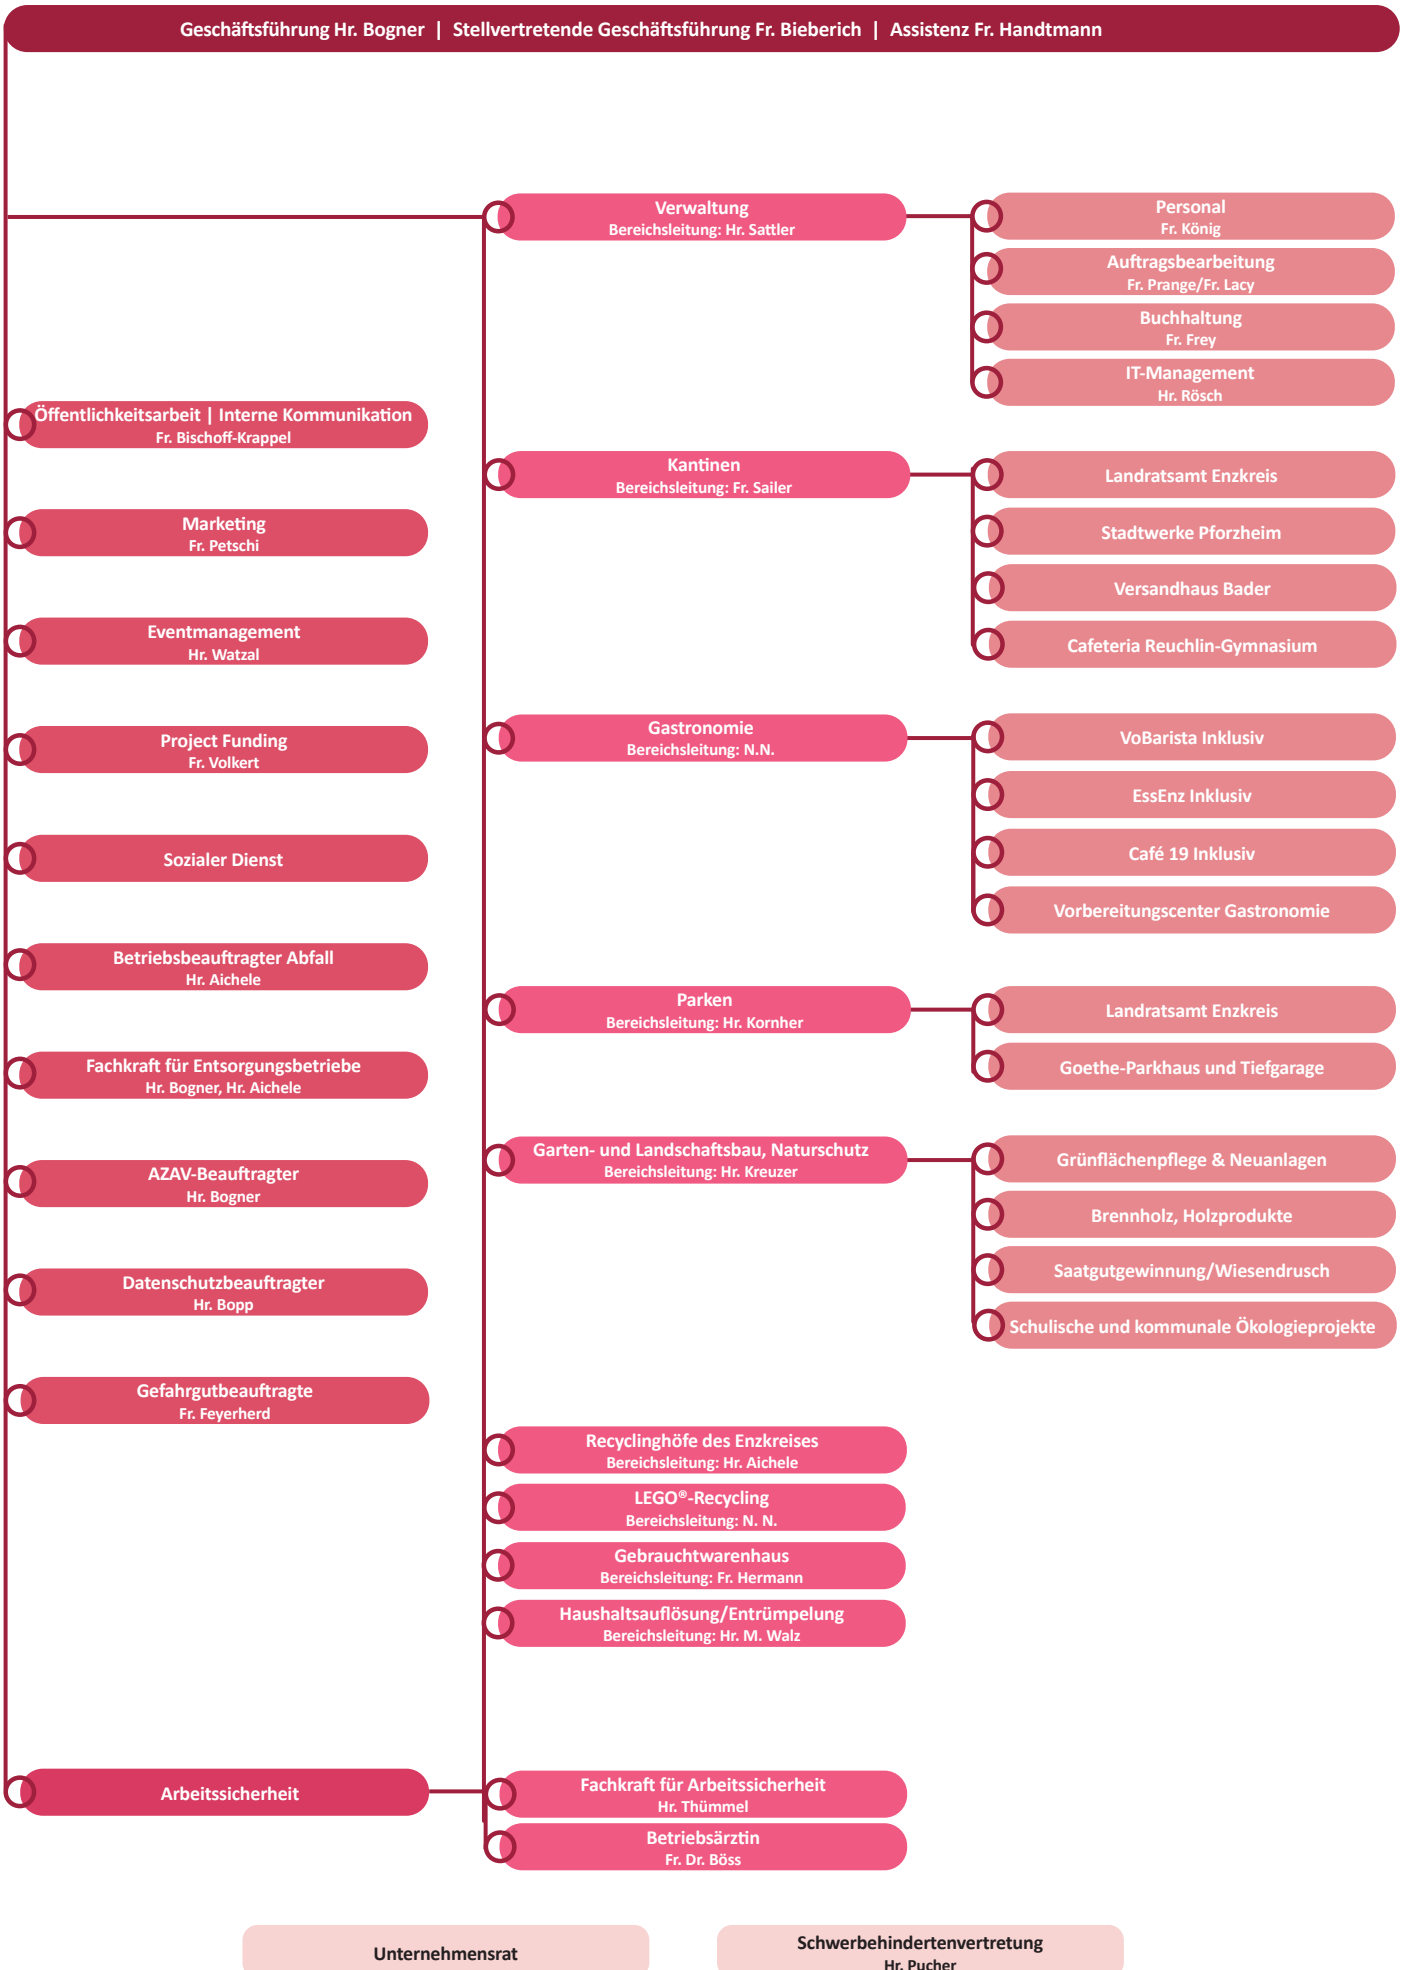 Geschäftsführung Hr. Bogner | Stellvertretende Geschäftsführung Fr. Bieberich | Assistenz Fr. Handtmann
Öffentlichkeitsarbeit | Interne Kommunikation
Fr. Bischoff-Krappel
Marketing
Fr. Petschi
Eventmanagement
Hr. Watzal
Project Funding
Fr. Volkert
Sozialer Dienst
Betriebsbeauftragter Abfall
Hr. Aichele
Fachkraft für Entsorgungsbetriebe
Hr. Bogner, Hr. Aichele
AZAV-Beauftragter
Hr. Bogner
Datenschutzbeauftragter
Hr. Bopp
Gefahrgutbeauftragte
Fr. Feyerherd
Arbeitssicherheit
Verwaltung
Bereichsleitung: Hr. Sattler
Personal
Fr. König
Auftragsbearbeitung
Fr. Prange/Fr. Lacy
Buchhaltung
Fr. Frey
IT-Management
Hr. Rösch
Kantinen
Bereichsleitung: Fr. Sailer
Landratsamt Enzkreis
Stadtwerke Pforzheim
Versandhaus Bader
Cafeteria Reuchlin-Gymnasium
Gastronomie
Bereichsleitung: N.N.
VoBarista Inklusiv
EssEnz Inklusiv
Café 19 Inklusiv
Vorbereitungscenter Gastronomie
Parken
Bereichsleitung: Hr. Kornher
Landratsamt Enzkreis
Goethe-Parkhaus und Tiefgarage
Garten- und Landschaftsbau, Naturschutz
Bereichsleitung: Hr. Kreuzer
Grünflächenpflege & Neuanlagen
Brennholz, Holzprodukte
Saatgutgewinnung/Wiesendrusch
Schulische und kommunale Ökologieprojekte
Recyclinghöfe des Enzkreises
Bereichsleitung: Hr. Aichele
LEGO®-Recycling
Bereichsleitung: N. N.
Gebrauchtwarenhaus
Bereichsleitung: Fr. Hermann
Haushaltsauflösung/Entrümpelung
Bereichsleitung: Hr. M. Walz
Fachkraft für Arbeitssicherheit
Hr. Thümmel
Betriebsärztin
Fr. Dr. Böss
Unternehmensrat
Schwerbehindertenvertretung
Hr. Pucher